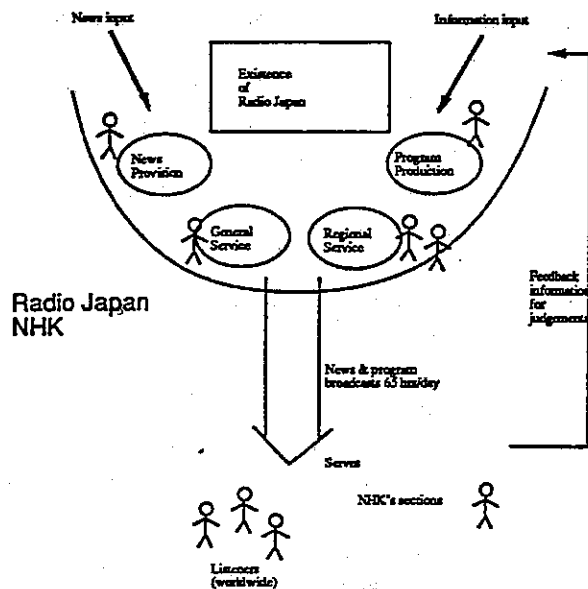 News input
Information input
Existence
of
Radio Japan
News
Provision
Program
Production
General
Service
Regional
Service
Radio Japan
NHK
Feedback
information
for
judgements
News & program
broadcasts 65 hrs/day
Serves
NHK's sections
Listeners
(worldwide)